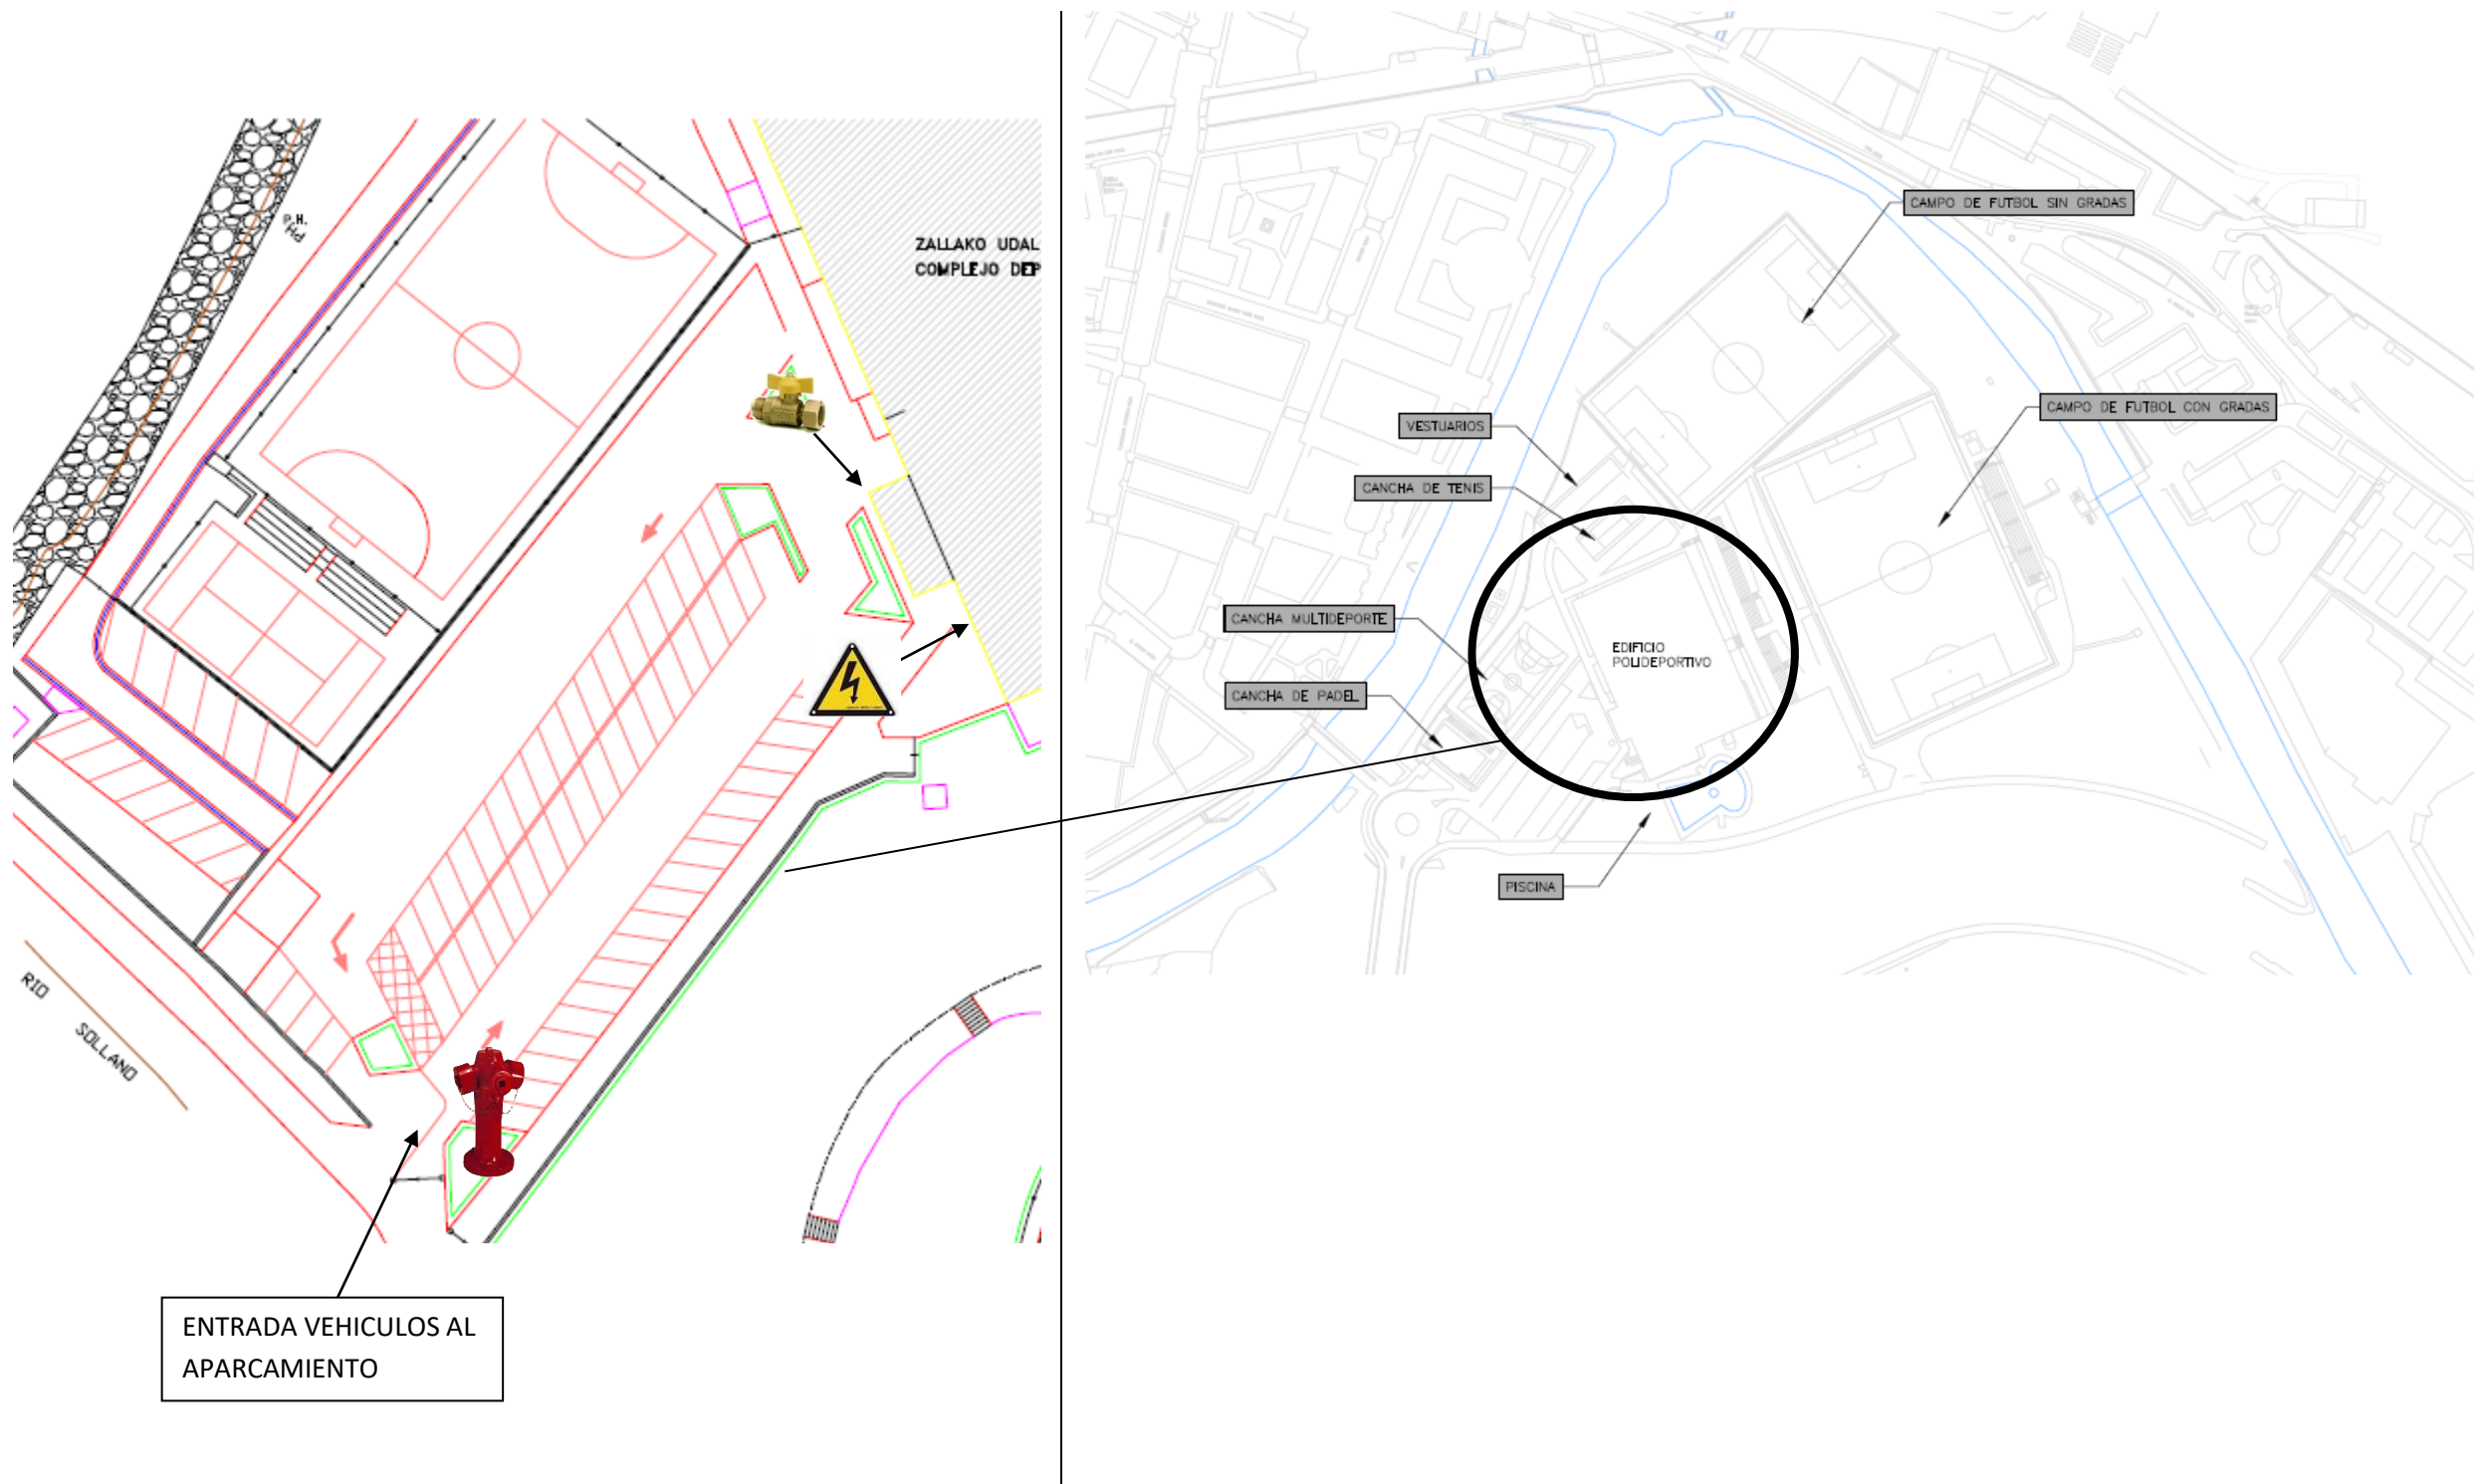 P.H.
PH
ZALLAKO UDAL
COMPLEJO DEP
RIO
SOLLANO
ENTRADA VEHICULOS AL
APARCAMIENTO
CAMPO DE FUTBOL SIN GRADAS
CAMPO DE FUTBOL CON GRADAS
VESTUARIOS
CANCHA DE TENIS
CANCHA MULTIDEPORTE
CANCHA DE PADEL
EDIFICIO
POLIDEPORTIVO
PISCINA